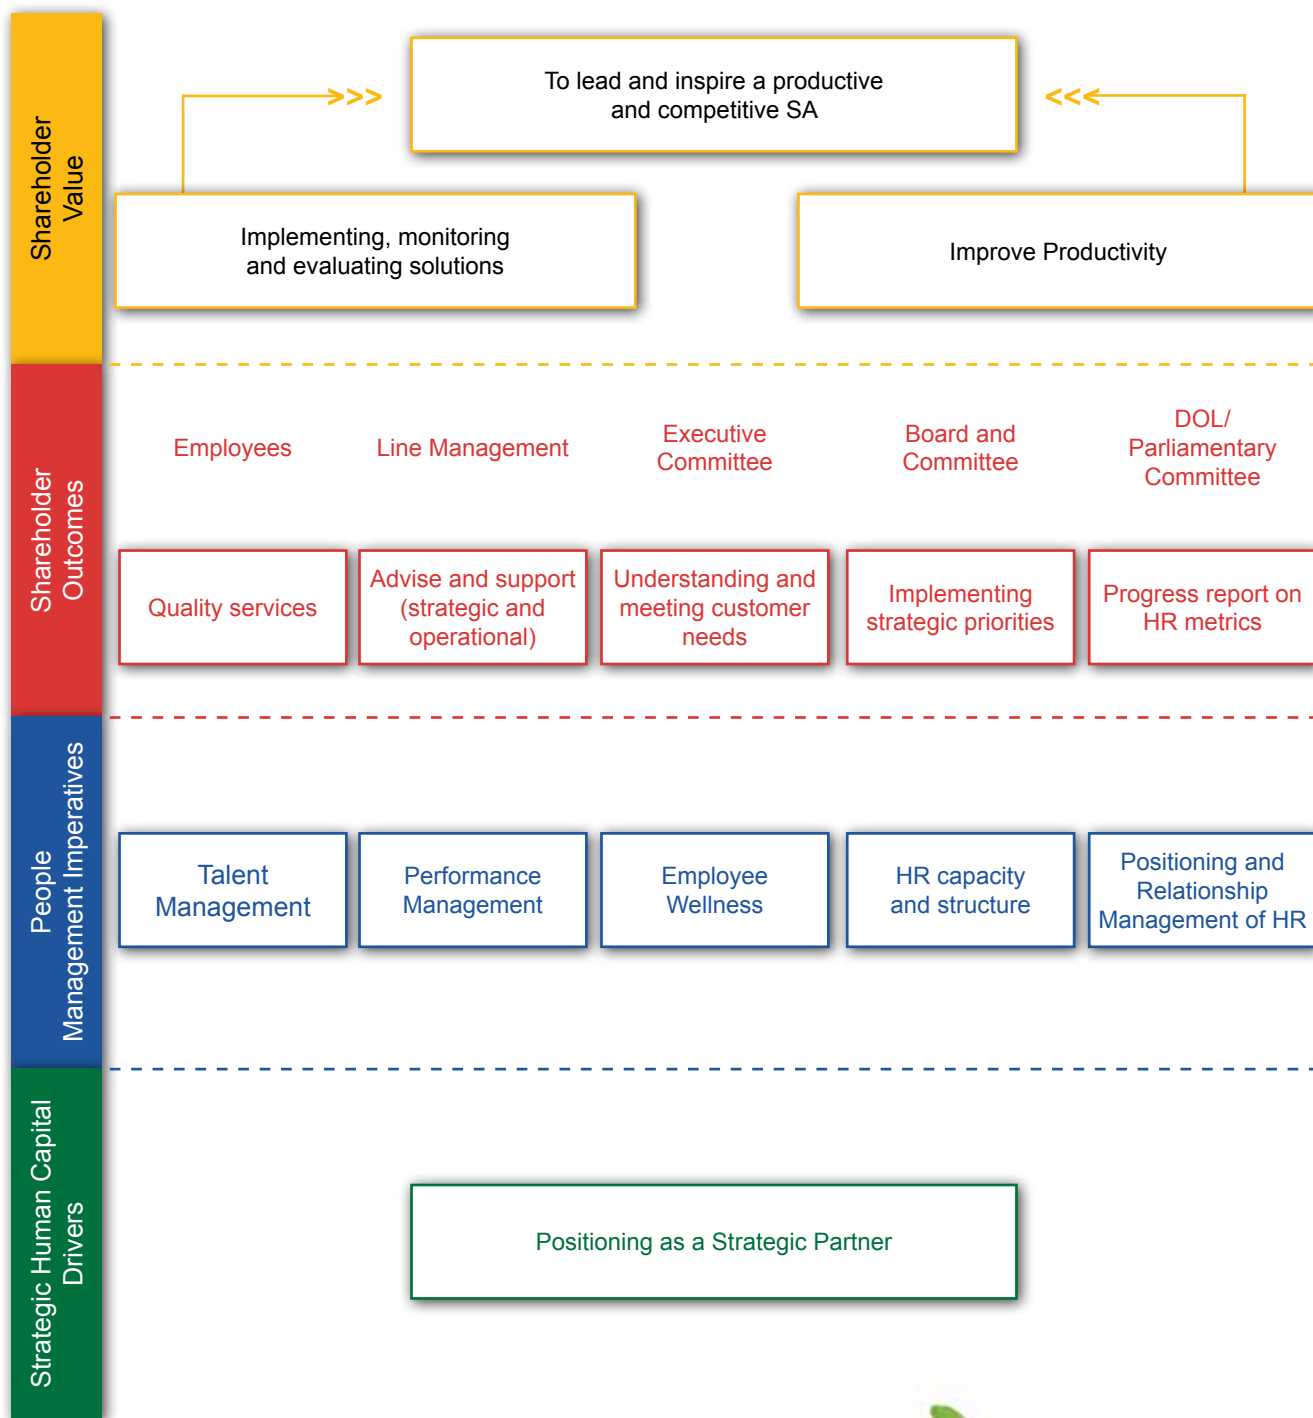 Shareholder
Value
To lead and inspire a productive
and competitive SA
>>>
<<<
Implementing, monitoring
and evaluating solutions
Improve Productivity
Shareholder
Outcomes
Employees
Line Management
Executive
Committee
Board and
Committee
DOL/
Parliamentary
Committee
Quality services
Advise and support
(strategic and
operational)
Understanding and
meeting customer
needs
Implementing
strategic priorities
Progress report on
HR metrics
People
Management Imperatives
Talent
Management
Performance
Management
Employee
Wellness
HR capacity
and structure
Positioning and
Relationship
Management of HR
Strategic Human Capital
Drivers
Positioning as a Strategic Partner